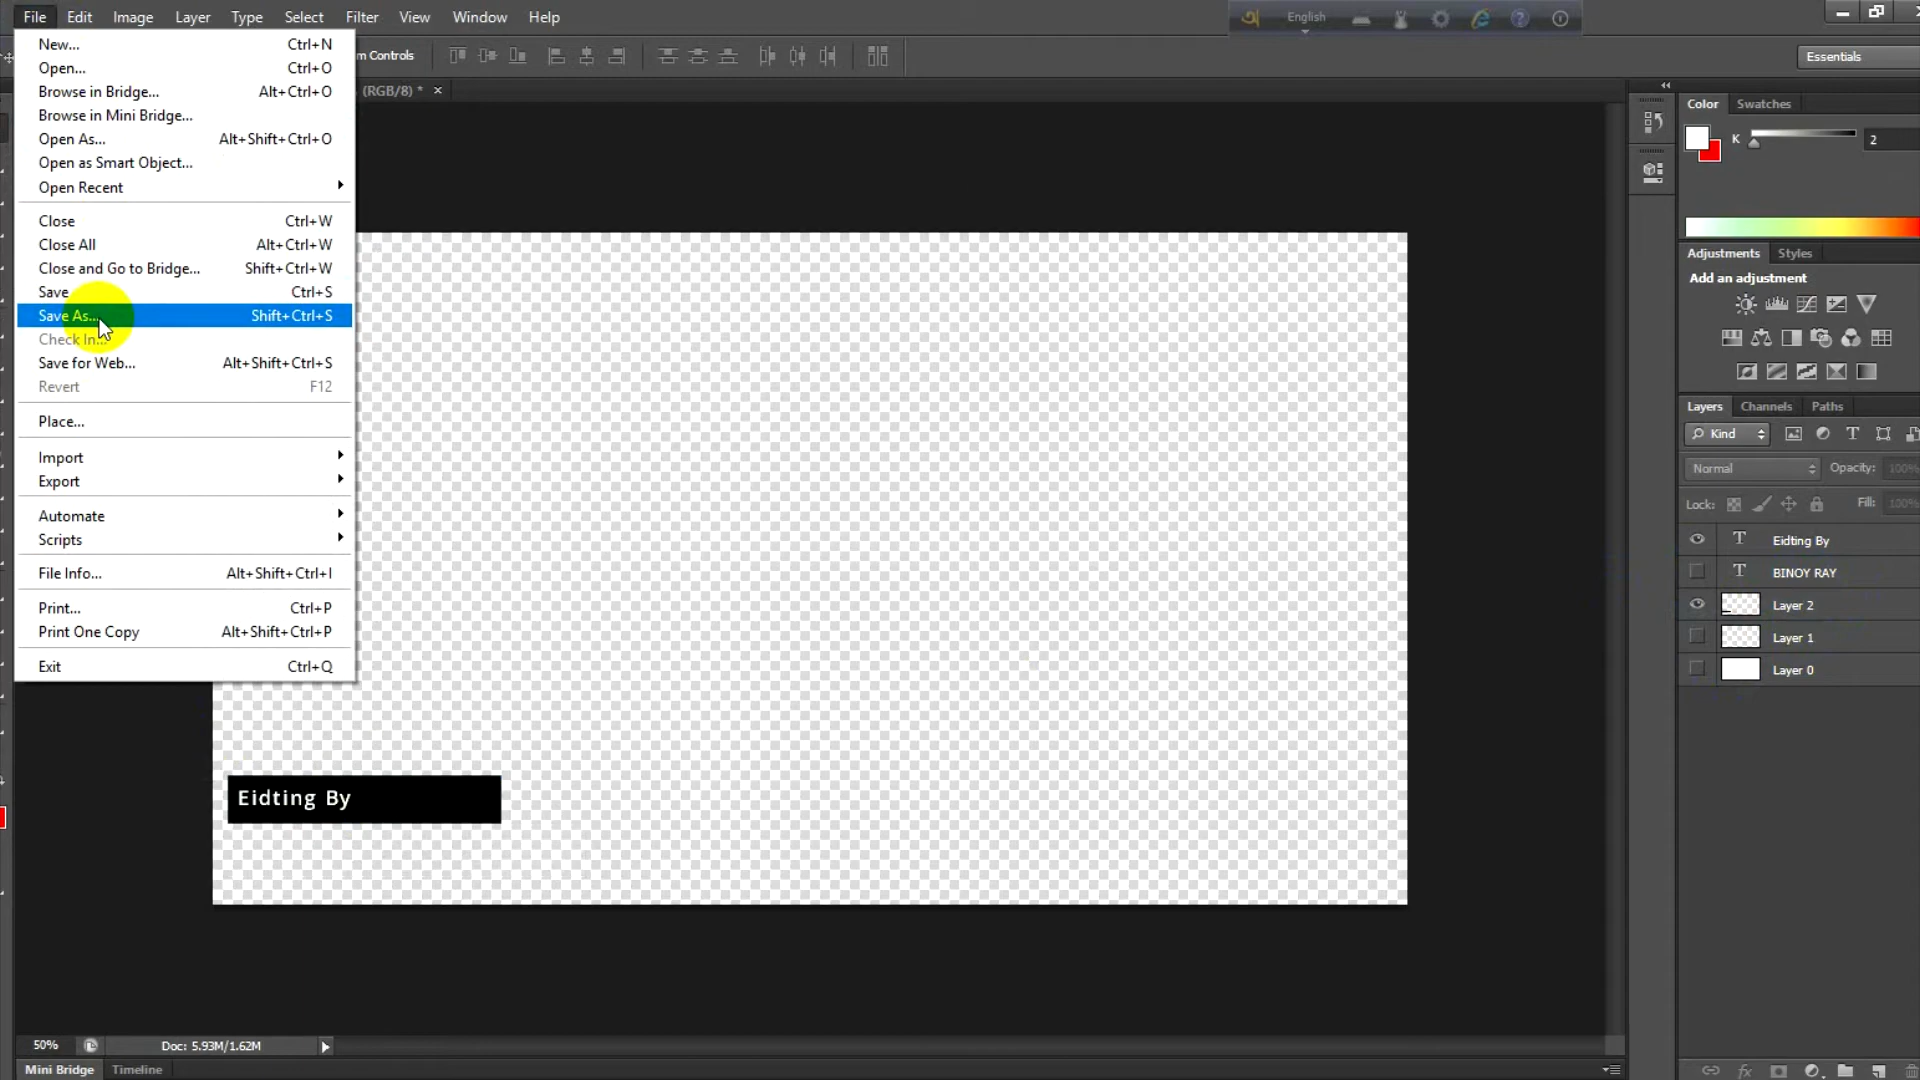 File Edit Image Layer Type Select Filter View Window Help
English
New... Ctrl+N
Open... Ctrl+O
Browse in Bridge... Alt+Ctrl+O
Browse in Mini Bridge...
Open As... Alt+Shift+Ctrl+O
Open as Smart Object...
Open Recent
Close Ctrl+W
Close All Alt+Ctrl+W
Close and Go to Bridge... Shift+Ctrl+W
Save Ctrl+S
Save As... Shift+Ctrl+S
Check In...
Save for Web... Alt+Shift+Ctrl+S
Revert F12
Place...
Import
Export
Automate
Scripts
File Info... Alt+Shift+Ctrl+I
Print... Ctrl+P
Print One Copy Alt+Shift+Ctrl+P
Exit Ctrl+Q
m Controls
Essentials
(RGB/8) *
Color Swatches
K 2
Adjustments Styles
Add an adjustment
Layers Channels Paths
Kind
Normal Opacity: 100%
Lock: Fill: 100%
T Eidting By
T BINOY RAY
Layer 2
Layer 1
Layer 0
Eidting By
50% Doc: 5.93M/1.62M
Mini Bridge Timeline